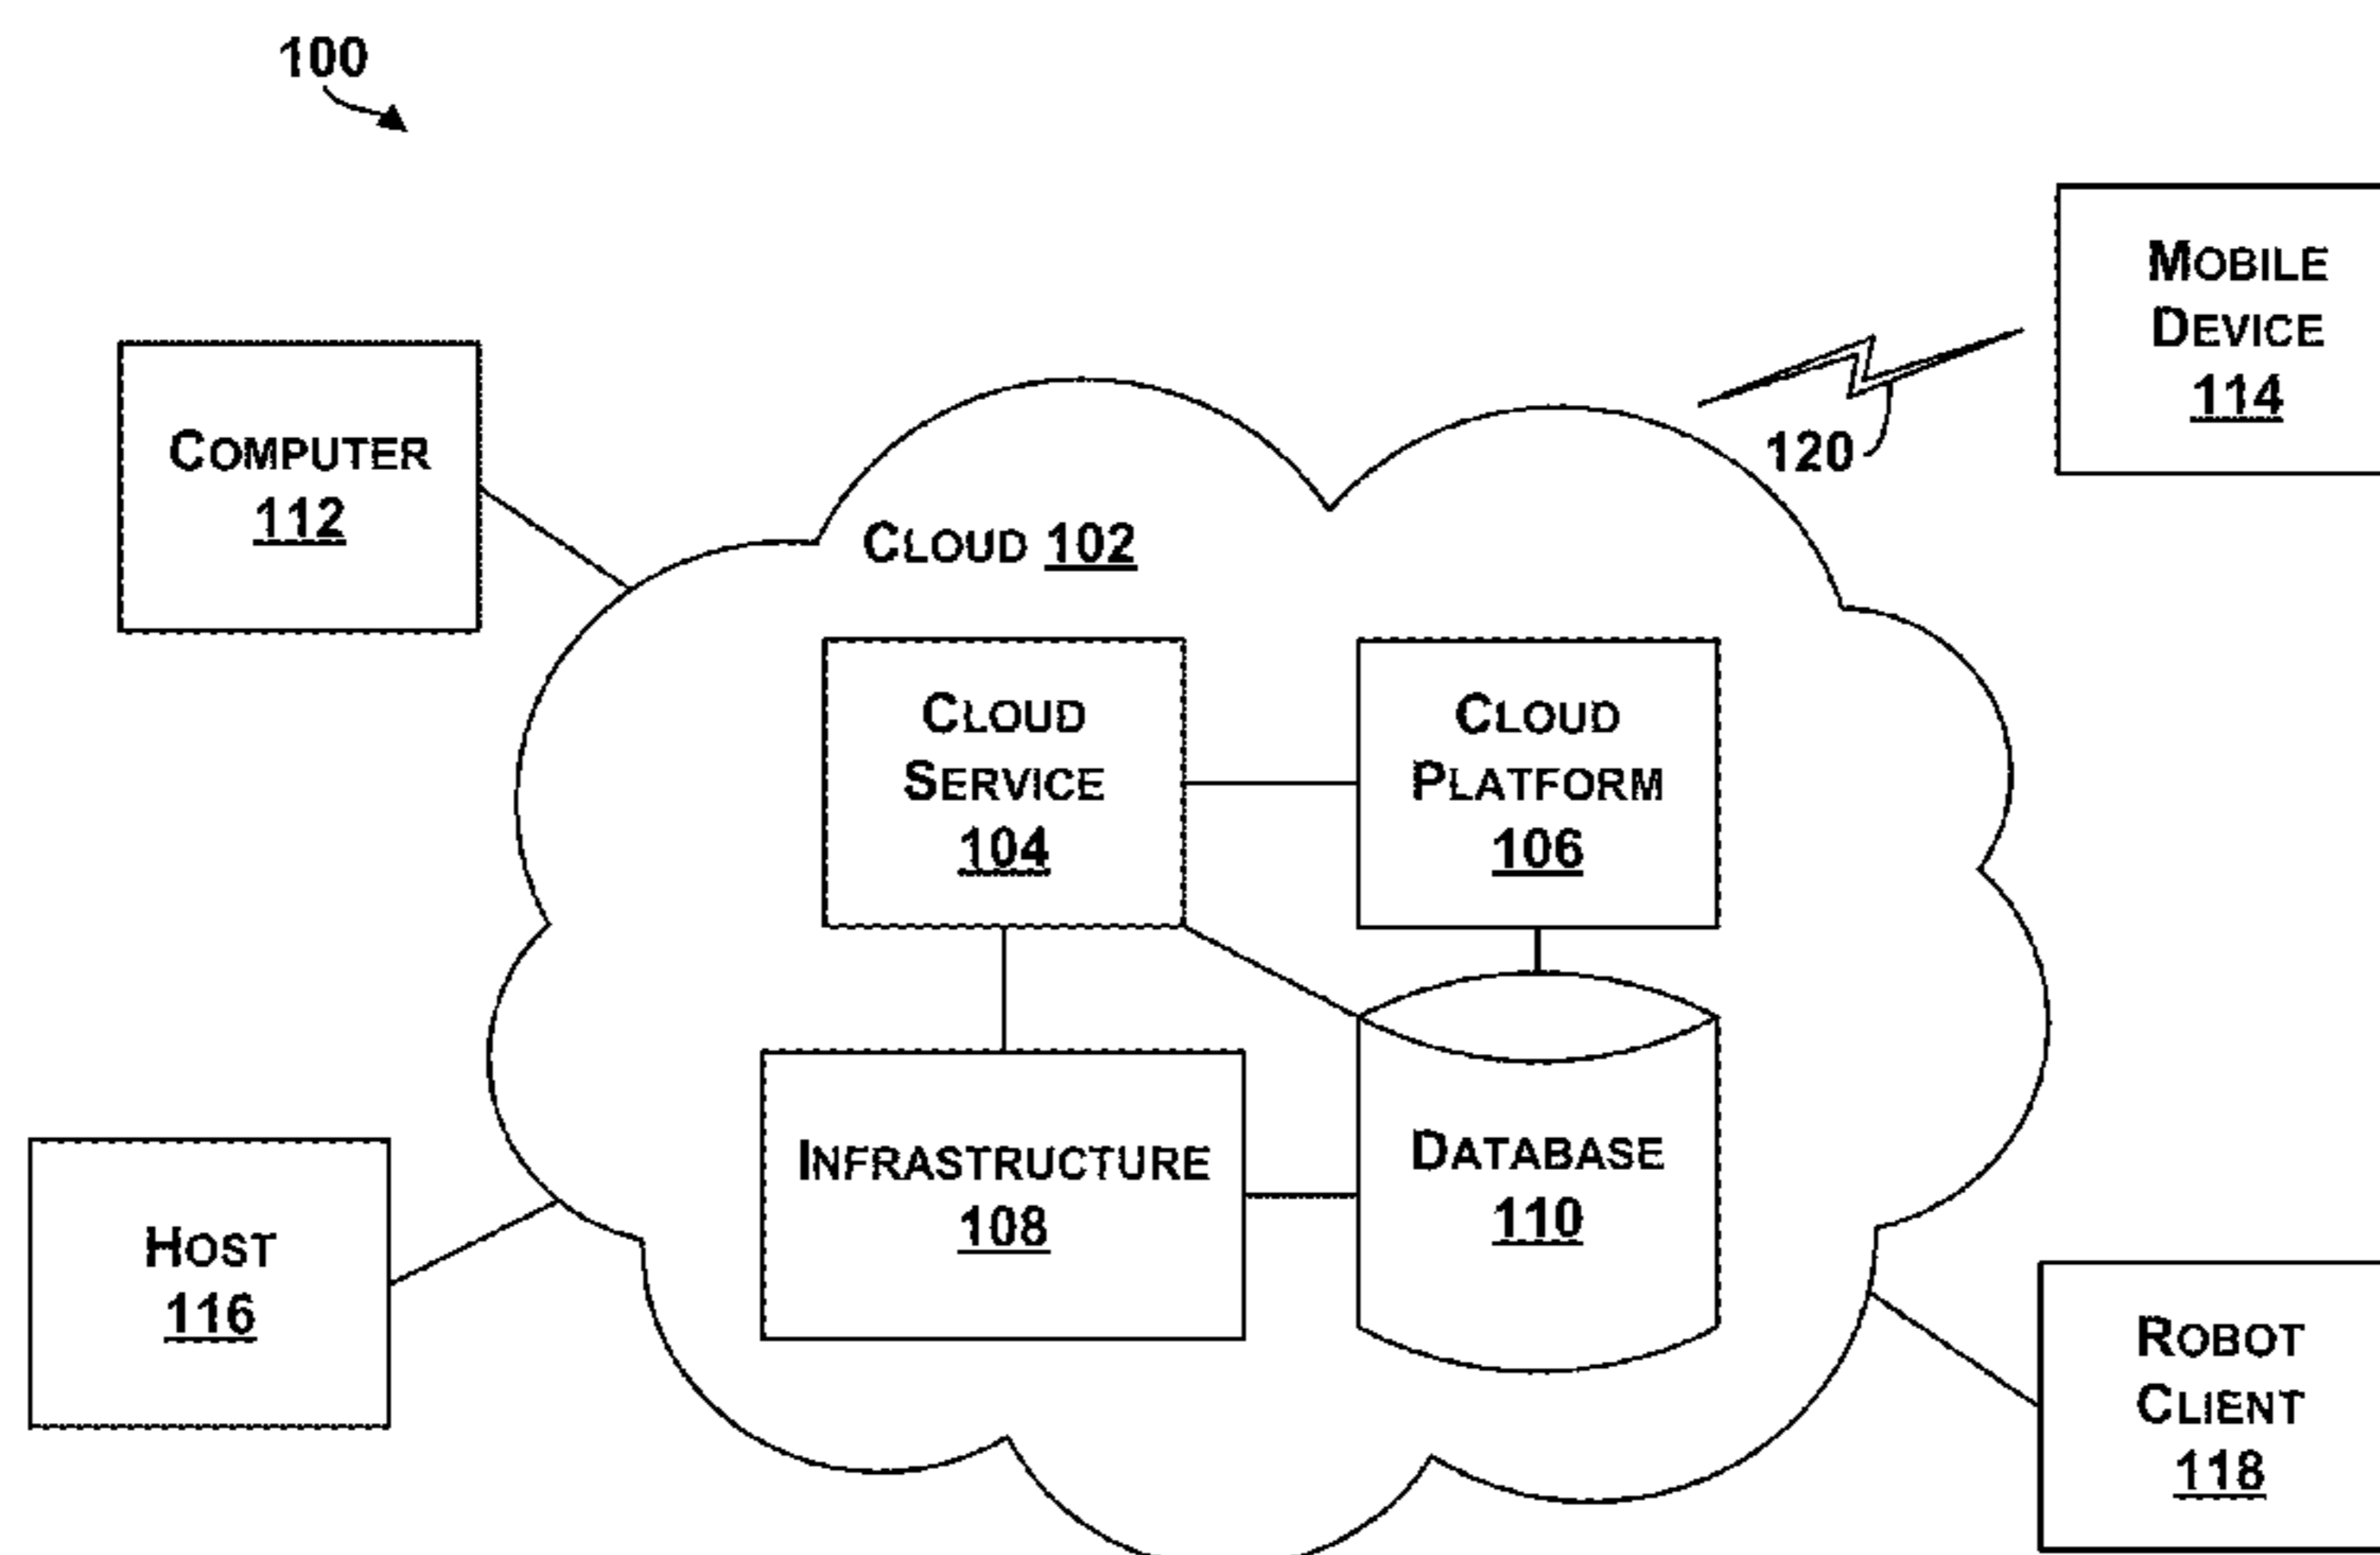 100
MOBILE
DEVICE
114
120
COMPUTER
112
CLOUD 102
CLOUD
SERVICE
104
CLOUD
PLATFORM
106
INFRASTRUCTURE
108
DATABASE
110
HOST
116
ROBOT
CLIENT
118